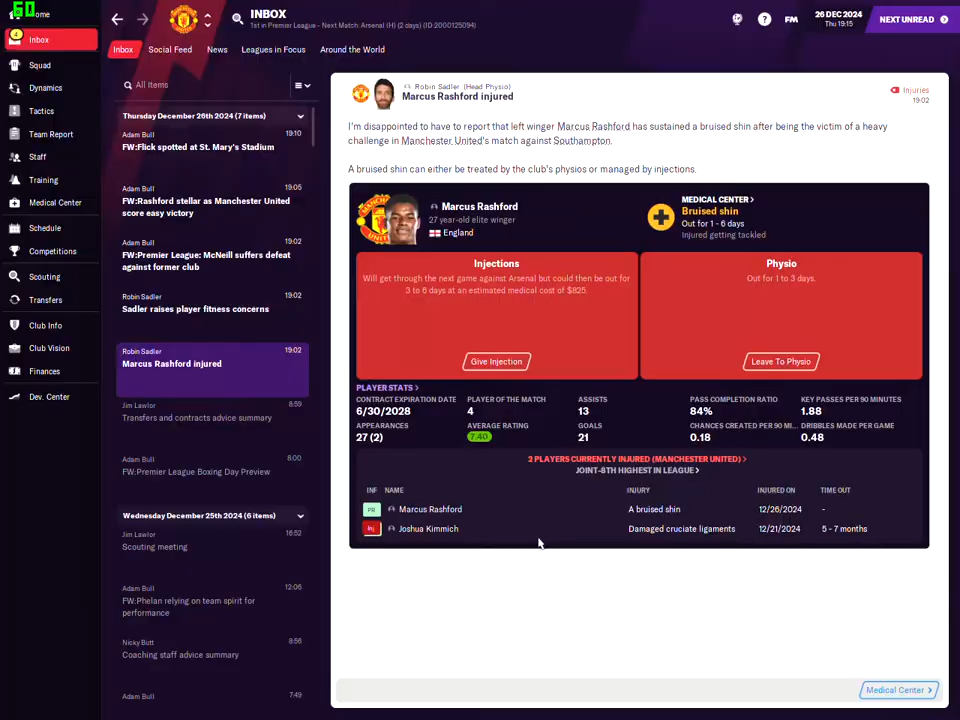 60
ome
INBOX
1st in Premier League - Next Match: Arsenal (H) (2 days) (ID:2000125094)
FM
26 DEC 2024
Thu 19:15
NEXT UNREAD
4
Inbox
Squad
Dynamics
Tactics
Team Report
Staff
Training
Medical Center
Schedule
Competitions
Scouting
Transfers
Club Info
Club Vision
Finances
Dev. Center
Inbox
Social Feed
News
Leagues in Focus
Around the World
All Items
Thursday December 26th 2024 (7 items)
Adam Bull 19:10
FW:Flick spotted at St. Mary's Stadium
Adam Bull 19:05
FW:Rashford stellar as Manchester United
score easy victory
Adam Bull 19:02
FW:Premier League: McNeill suffers defeat
against former club
Robin Sadler 19:02
Sadler raises player fitness concerns
Robin Sadler 19:02
Marcus Rashford injured
Jim Lawlor 8:59
Transfers and contracts advice summary
Adam Bull 8:00
FW:Premier League Boxing Day Preview
Wednesday December 25th 2024 (6 items)
Jim Lawlor 16:52
Scouting meeting
Adam Bull 12:06
FW:Phelan relying on team spirit for
performance
Nicky Butt 8:56
Coaching staff advice summary
Adam Bull 7:49
Robin Sadler (Head Physio)
Marcus Rashford injured
Injuries
19:02
I'm disappointed to have to report that left winger Marcus Rashford has sustained a bruised shin after being the victim of a heavy
challenge in Manchester United's match against Southampton.
A bruised shin can either be treated by the club's physios or managed by injections.
Marcus Rashford
27 year-old elite winger
England
MEDICAL CENTER >
Bruised shin
Out for 1 - 6 days
Injured getting tackled
Injections
Will get through the next game against Arsenal but could then be out for
3 to 6 days at an estimated medical cost of $825.
Give Injection
Physio
Out for 1 to 3 days.
Leave To Physio
PLAYER STATS >
CONTRACT EXPIRATION DATE PLAYER OF THE MATCH ASSISTS PASS COMPLETION RATIO KEY PASSES PER 90 MINUTES
6/30/2028 4 13 84% 1.88
APPEARANCES AVERAGE RATING GOALS CHANCES CREATED PER 90 MI... DRIBBLES MADE PER GAME
27 (2) 7.40 21 0.18 0.48
2 PLAYERS CURRENTLY INJURED (MANCHESTER UNITED) >
JOINT-8TH HIGHEST IN LEAGUE >
INF NAME INJURY INJURED ON TIME OUT
PR Marcus Rashford A bruised shin 12/26/2024 -
Inj Joshua Kimmich Damaged cruciate ligaments 12/21/2024 5 - 7 months
Medical Center >